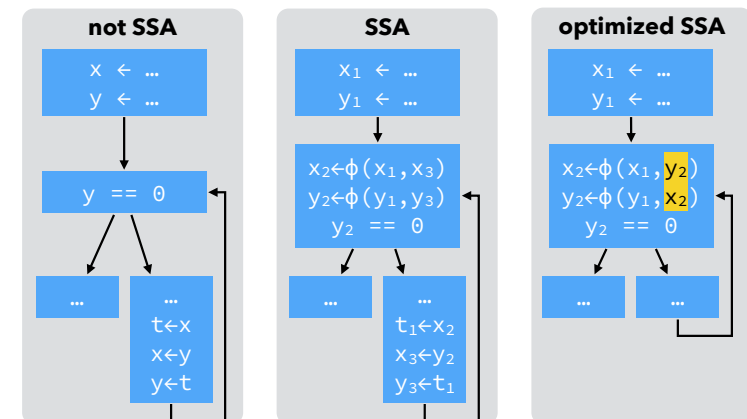 not SSA
x ← …
y ← …
y == 0
…
…
t←x
x←y
y←t
SSA
x₁ ← …
y₁ ← …
x₂←ϕ(x₁,x₃)
y₂←ϕ(y₁,y₃)
y₂ == 0
…
…
t₁←x₂
x₃←y₂
y₃←t₁
optimized SSA
x₁ ← …
y₁ ← …
x₂←ϕ(x₁,y₂)
y₂←ϕ(y₁,x₂)
y₂ == 0
…
…